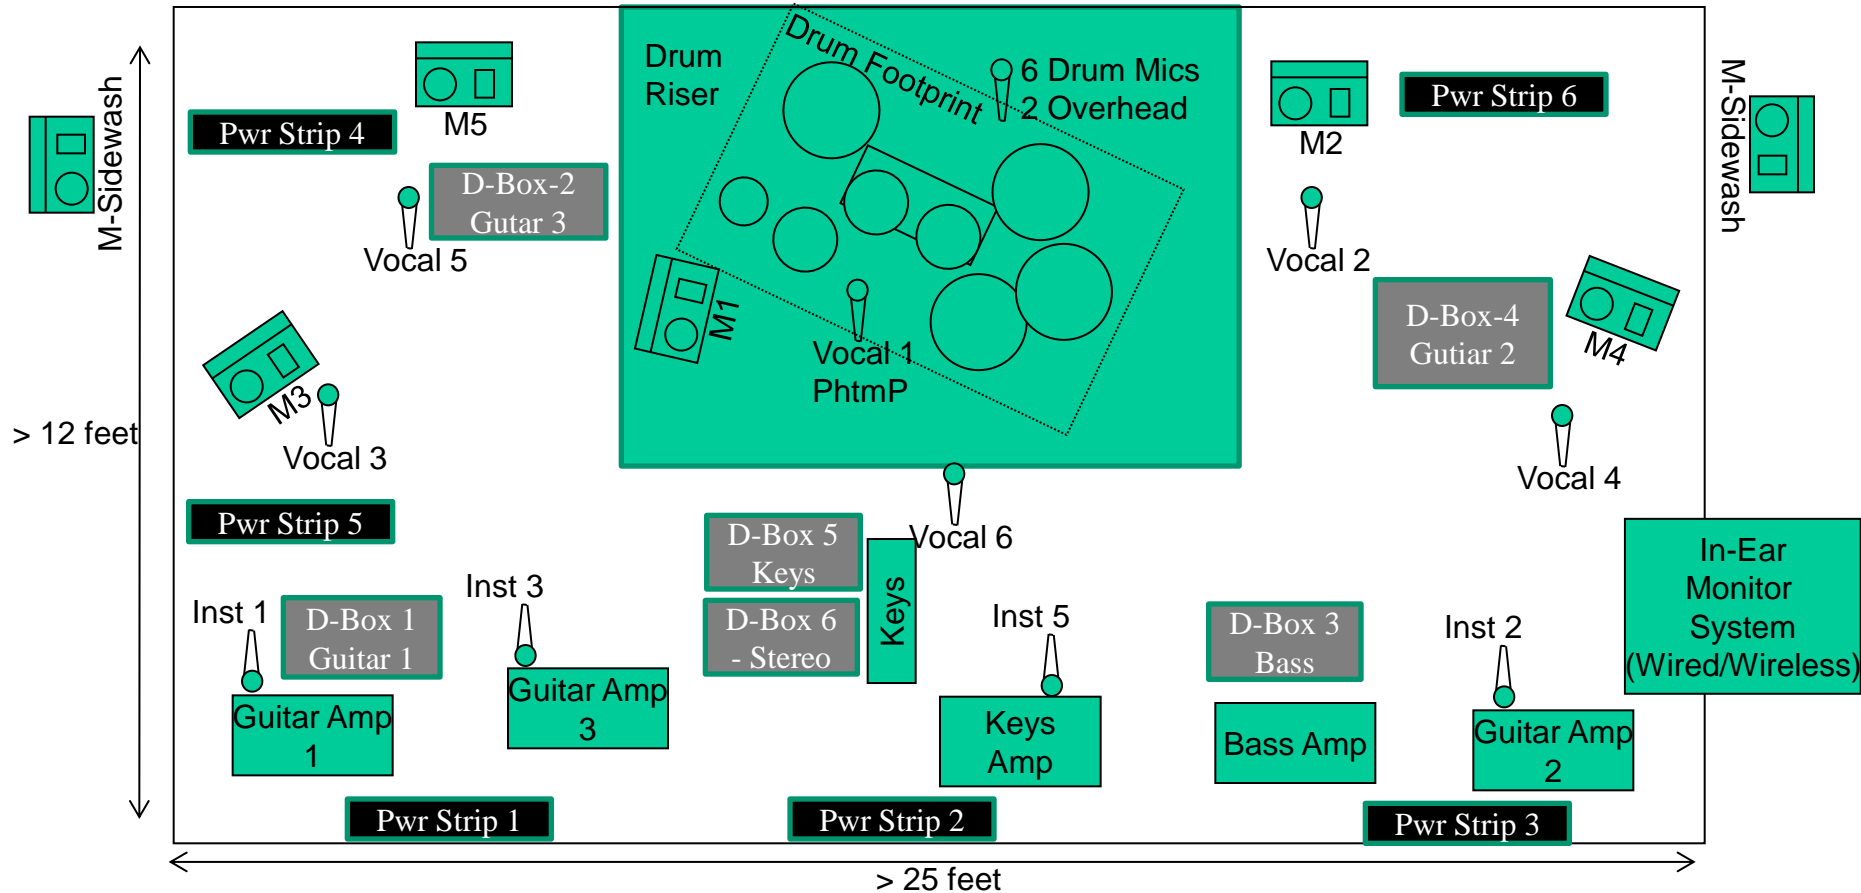 Drum
Riser
Drum Footprint
6 Drum Mics
2 Overhead
M5
M2
Pwr Strip 4
Pwr Strip 6
M-Sidewash
M-Sidewash
D-Box-2
Gutar 3
Vocal 5
Vocal 2
M1
Vocal 1
PhtmP
D-Box-4
Gutiar 2
M4
M3
> 12 feet
Vocal 3
Vocal 4
Pwr Strip 5
Vocal 6
D-Box 5
Keys
Keys
D-Box 6
- Stereo
In-Ear
Monitor
System
(Wired/Wireless)
Inst 1
D-Box 1
Guitar 1
Inst 3
Inst 5
D-Box 3
Bass
Inst 2
Guitar Amp
1
Guitar Amp
3
Keys
Amp
Bass Amp
Guitar Amp
2
Pwr Strip 1
Pwr Strip 2
Pwr Strip 3
> 25 feet